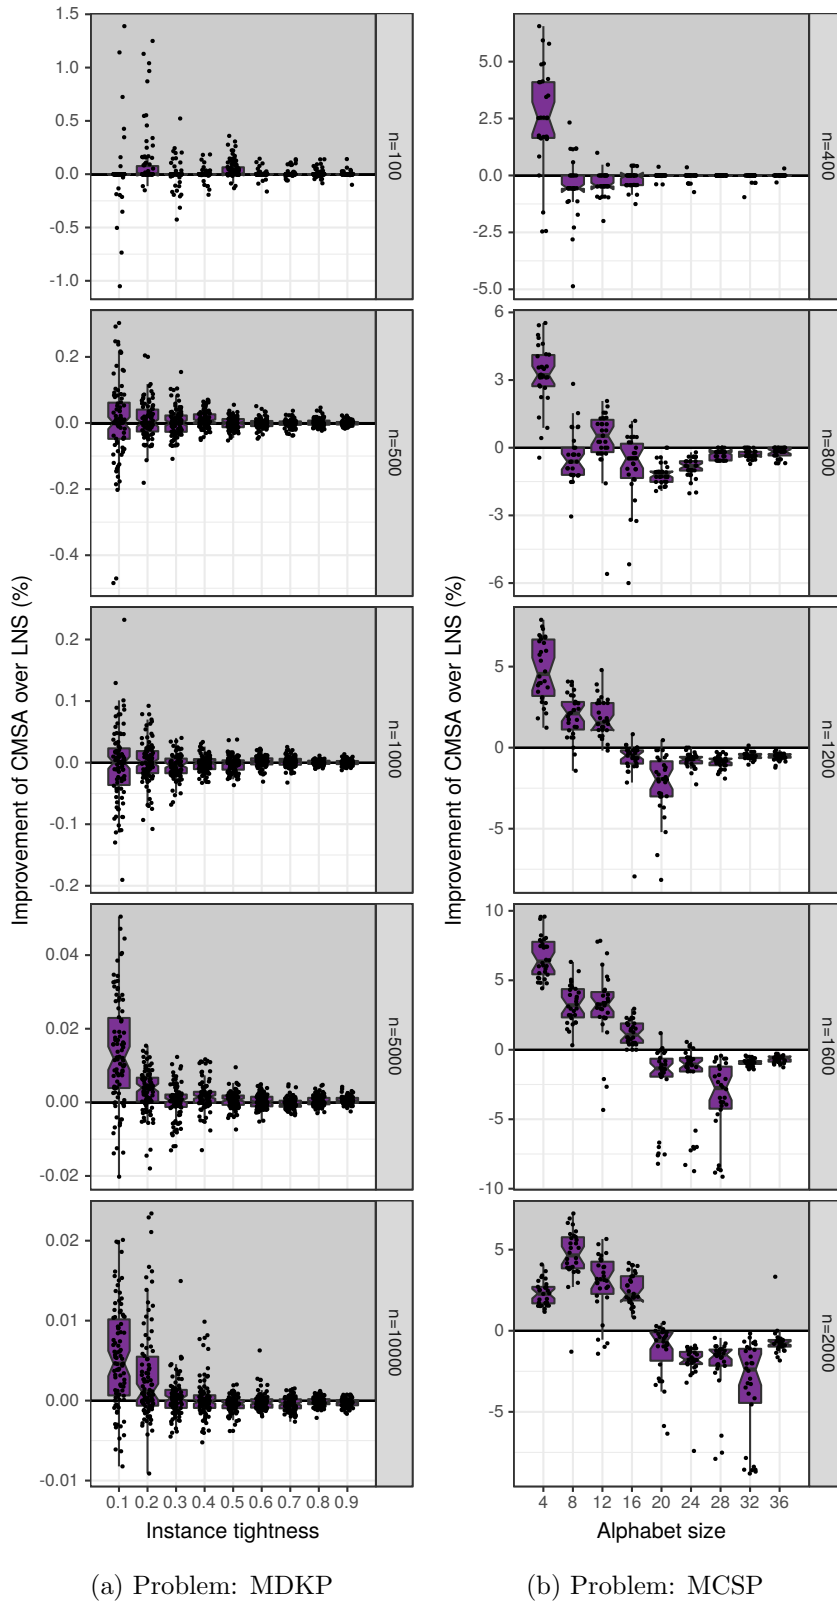 Improvement of CMSA over LNS (%)
1.5
1.0
0.5
0.0
-0.5
-1.0
n=100
0.2
0.0
-0.2
-0.4
n=500
0.2
0.1
0.0
-0.1
-0.2
n=1000
0.04
0.02
0.00
-0.02
n=5000
0.02
0.01
0.00
-0.01
n=10000
0.1 0.2 0.3 0.4 0.5 0.6 0.7 0.8 0.9
Instance tightness
(a) Problem: MDKP
Improvement of CMSA over LNS (%)
5.0
2.5
0.0
-2.5
-5.0
n=400
6
3
0
-3
-6
n=800
5
0
-5
n=1200
10
5
0
-5
-10
n=1600
5
0
-5
n=2000
4 8 12 16 20 24 28 32 36
Alphabet size
(b) Problem: MCSP